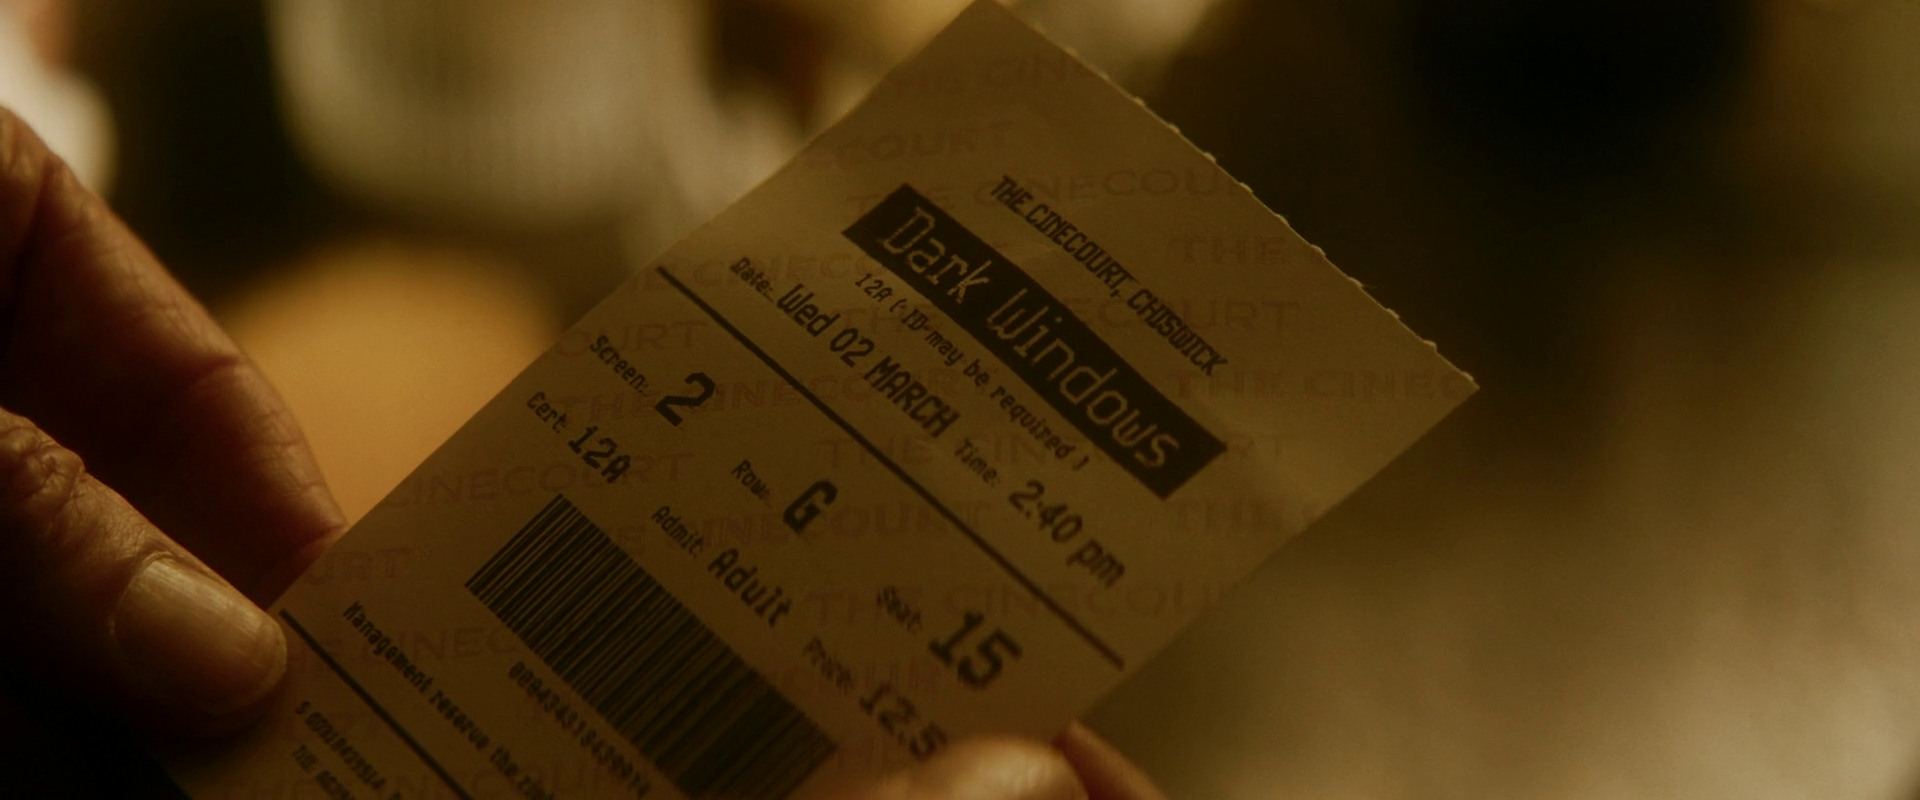 THE CINECOURT, CHISWICK
Dark Windows
12A ( ID may be required )
Date: Wed 02 MARCH Time: 2:40 pm
Screen: 2 Row: G Seat: 15
Cert: 12A Admit: Adult 12.5
Management reserve the